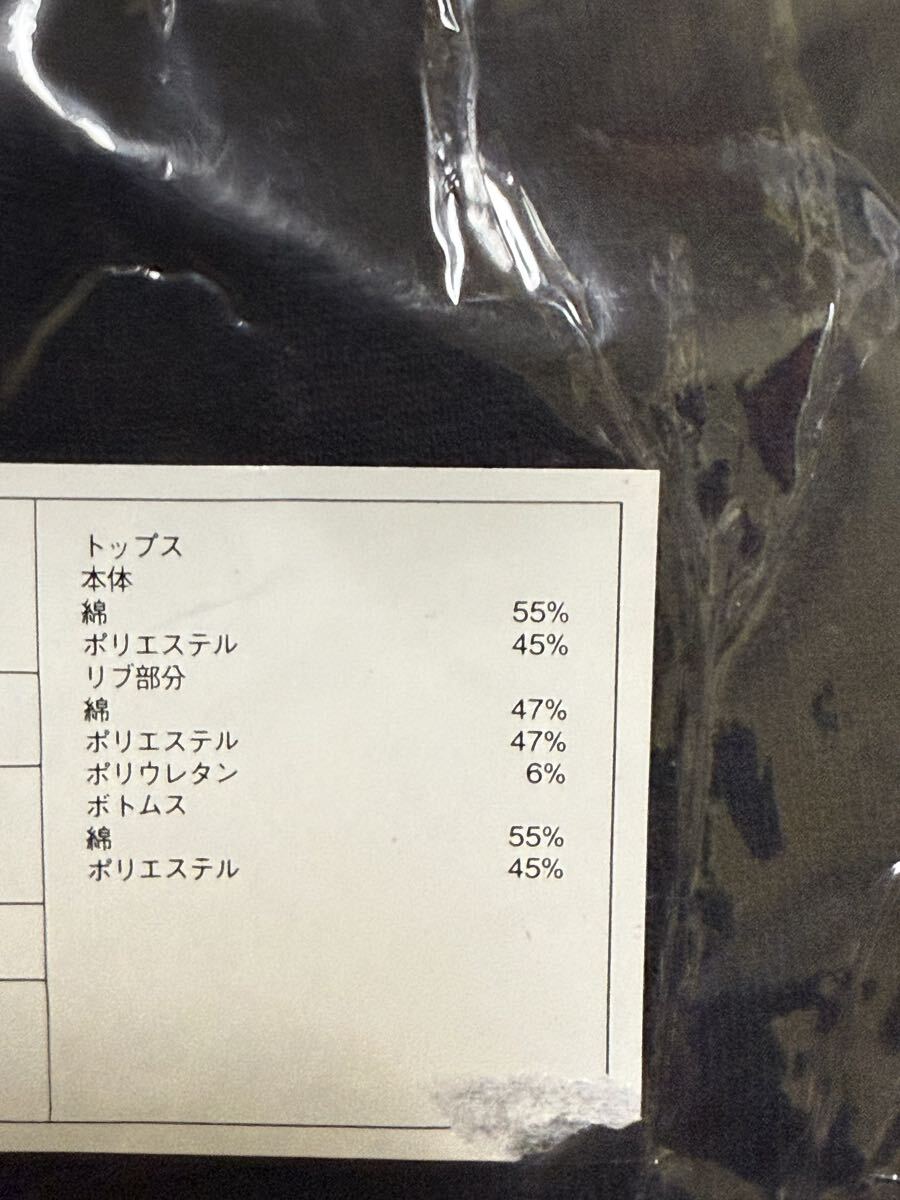 トップス
本体
綿 55%
ポリエステル 45%
リブ部分
綿 47%
ポリエステル 47%
ポリウレタン 6%
ボトムス
綿 55%
ポリエステル 45%